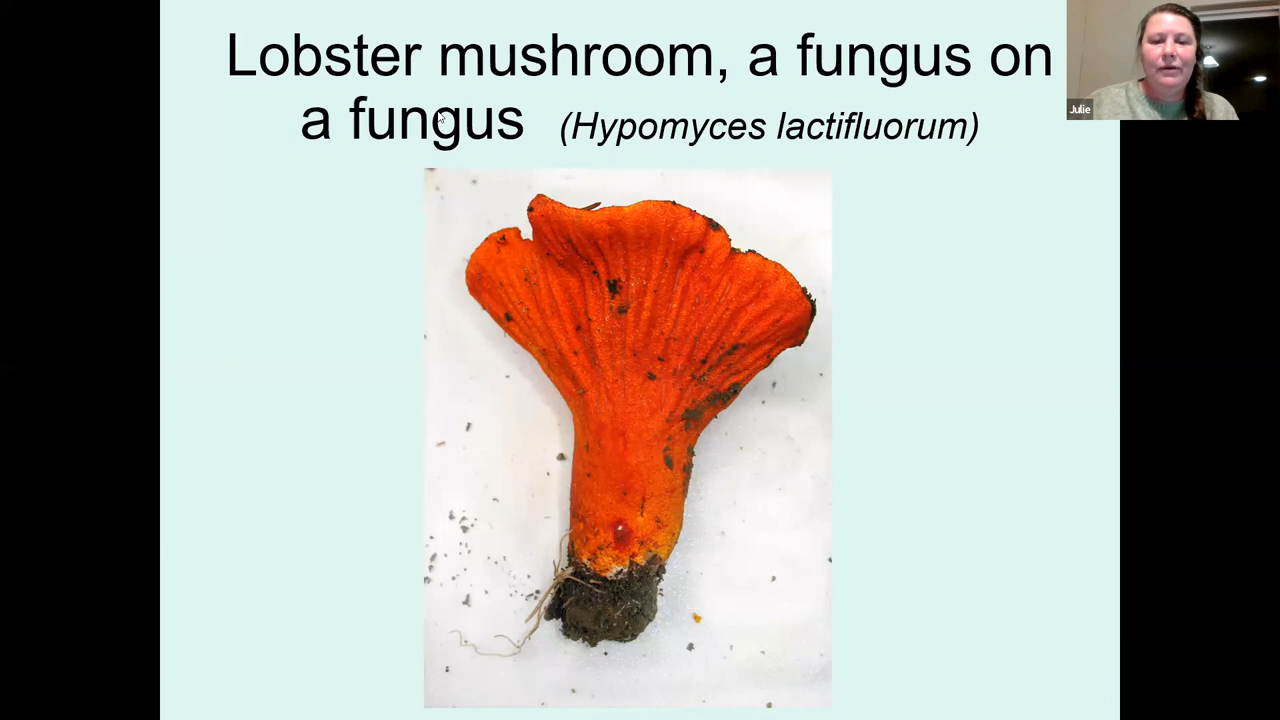 Lobster mushroom, a fungus on
a fungus (Hypomyces lactifluorum)
Julie